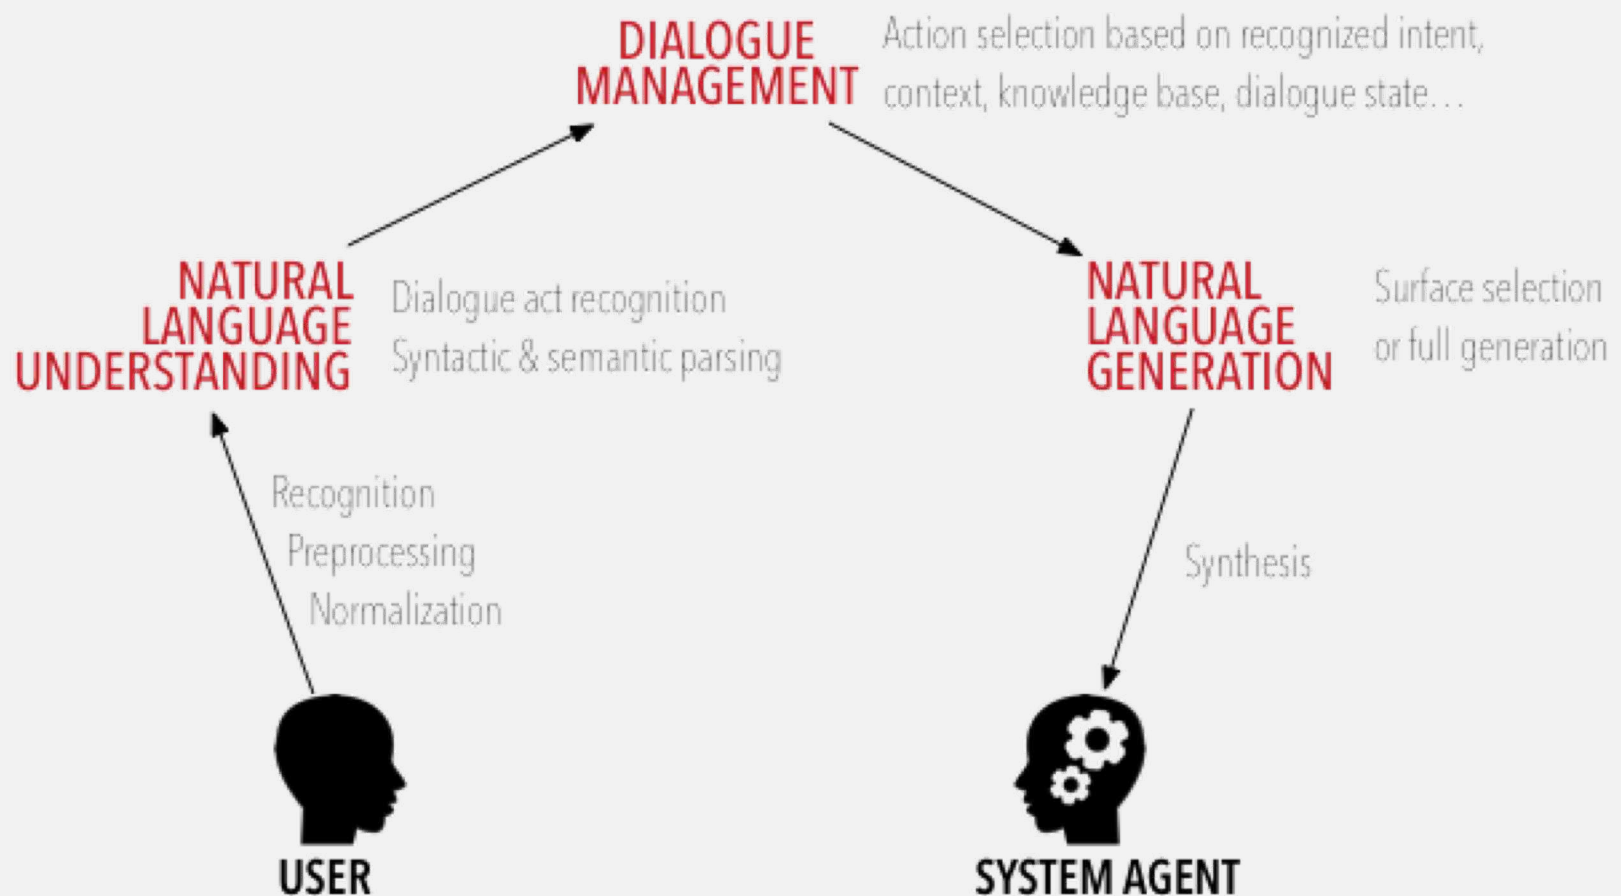 DIALOGUE
MANAGEMENT
Action selection based on recognized intent,
context, knowledge base, dialogue state…
NATURAL
LANGUAGE
UNDERSTANDING
Dialogue act recognition
Syntactic & semantic parsing
NATURAL
LANGUAGE
GENERATION
Surface selection
or full generation
Recognition
Preprocessing
Normalization
Synthesis
USER
SYSTEM AGENT